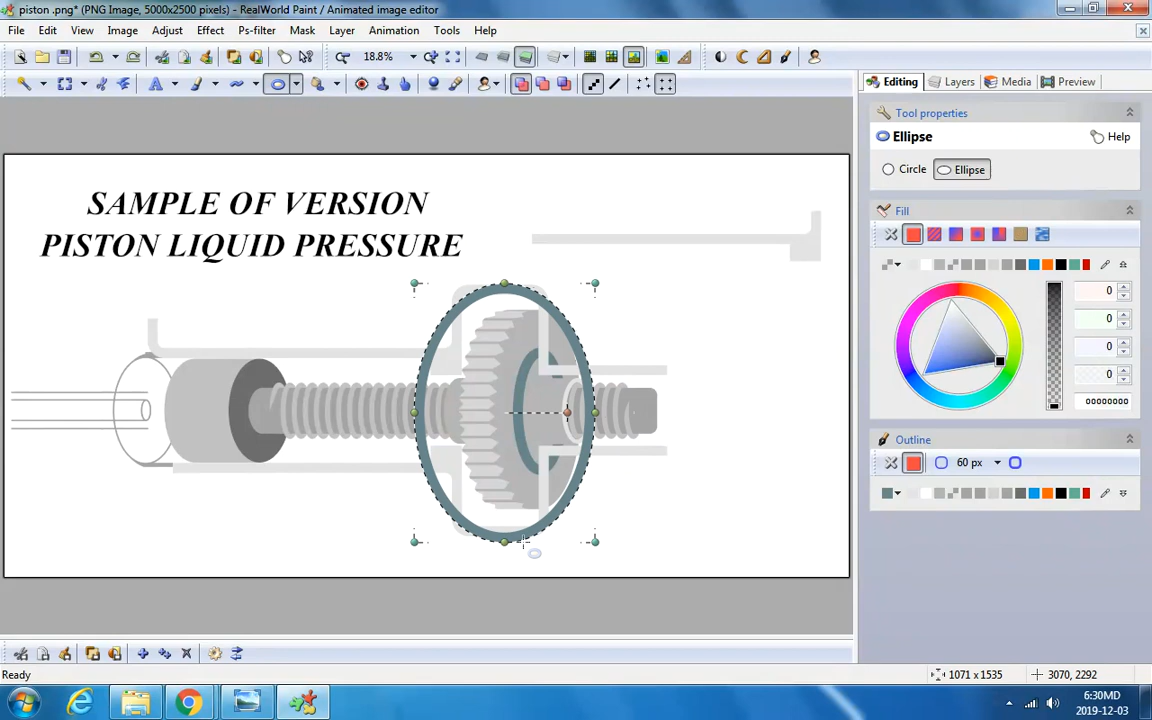 piston .png* (PNG Image, 5000x2500 pixels) - RealWorld Paint / Animated image editor
File Edit View Image Adjust Effect Ps-filter Mask Layer Animation Tools Help
18.8%
Editing Layers Media Preview
Tool properties
Ellipse Help
Circle Ellipse
Fill
0
0
0
0
00000000
Outline
60 px
SAMPLE OF VERSION
PISTON LIQUID PRESSURE
Ready
1071 x 1535
3070, 2292
6:30MD
2019-12-03